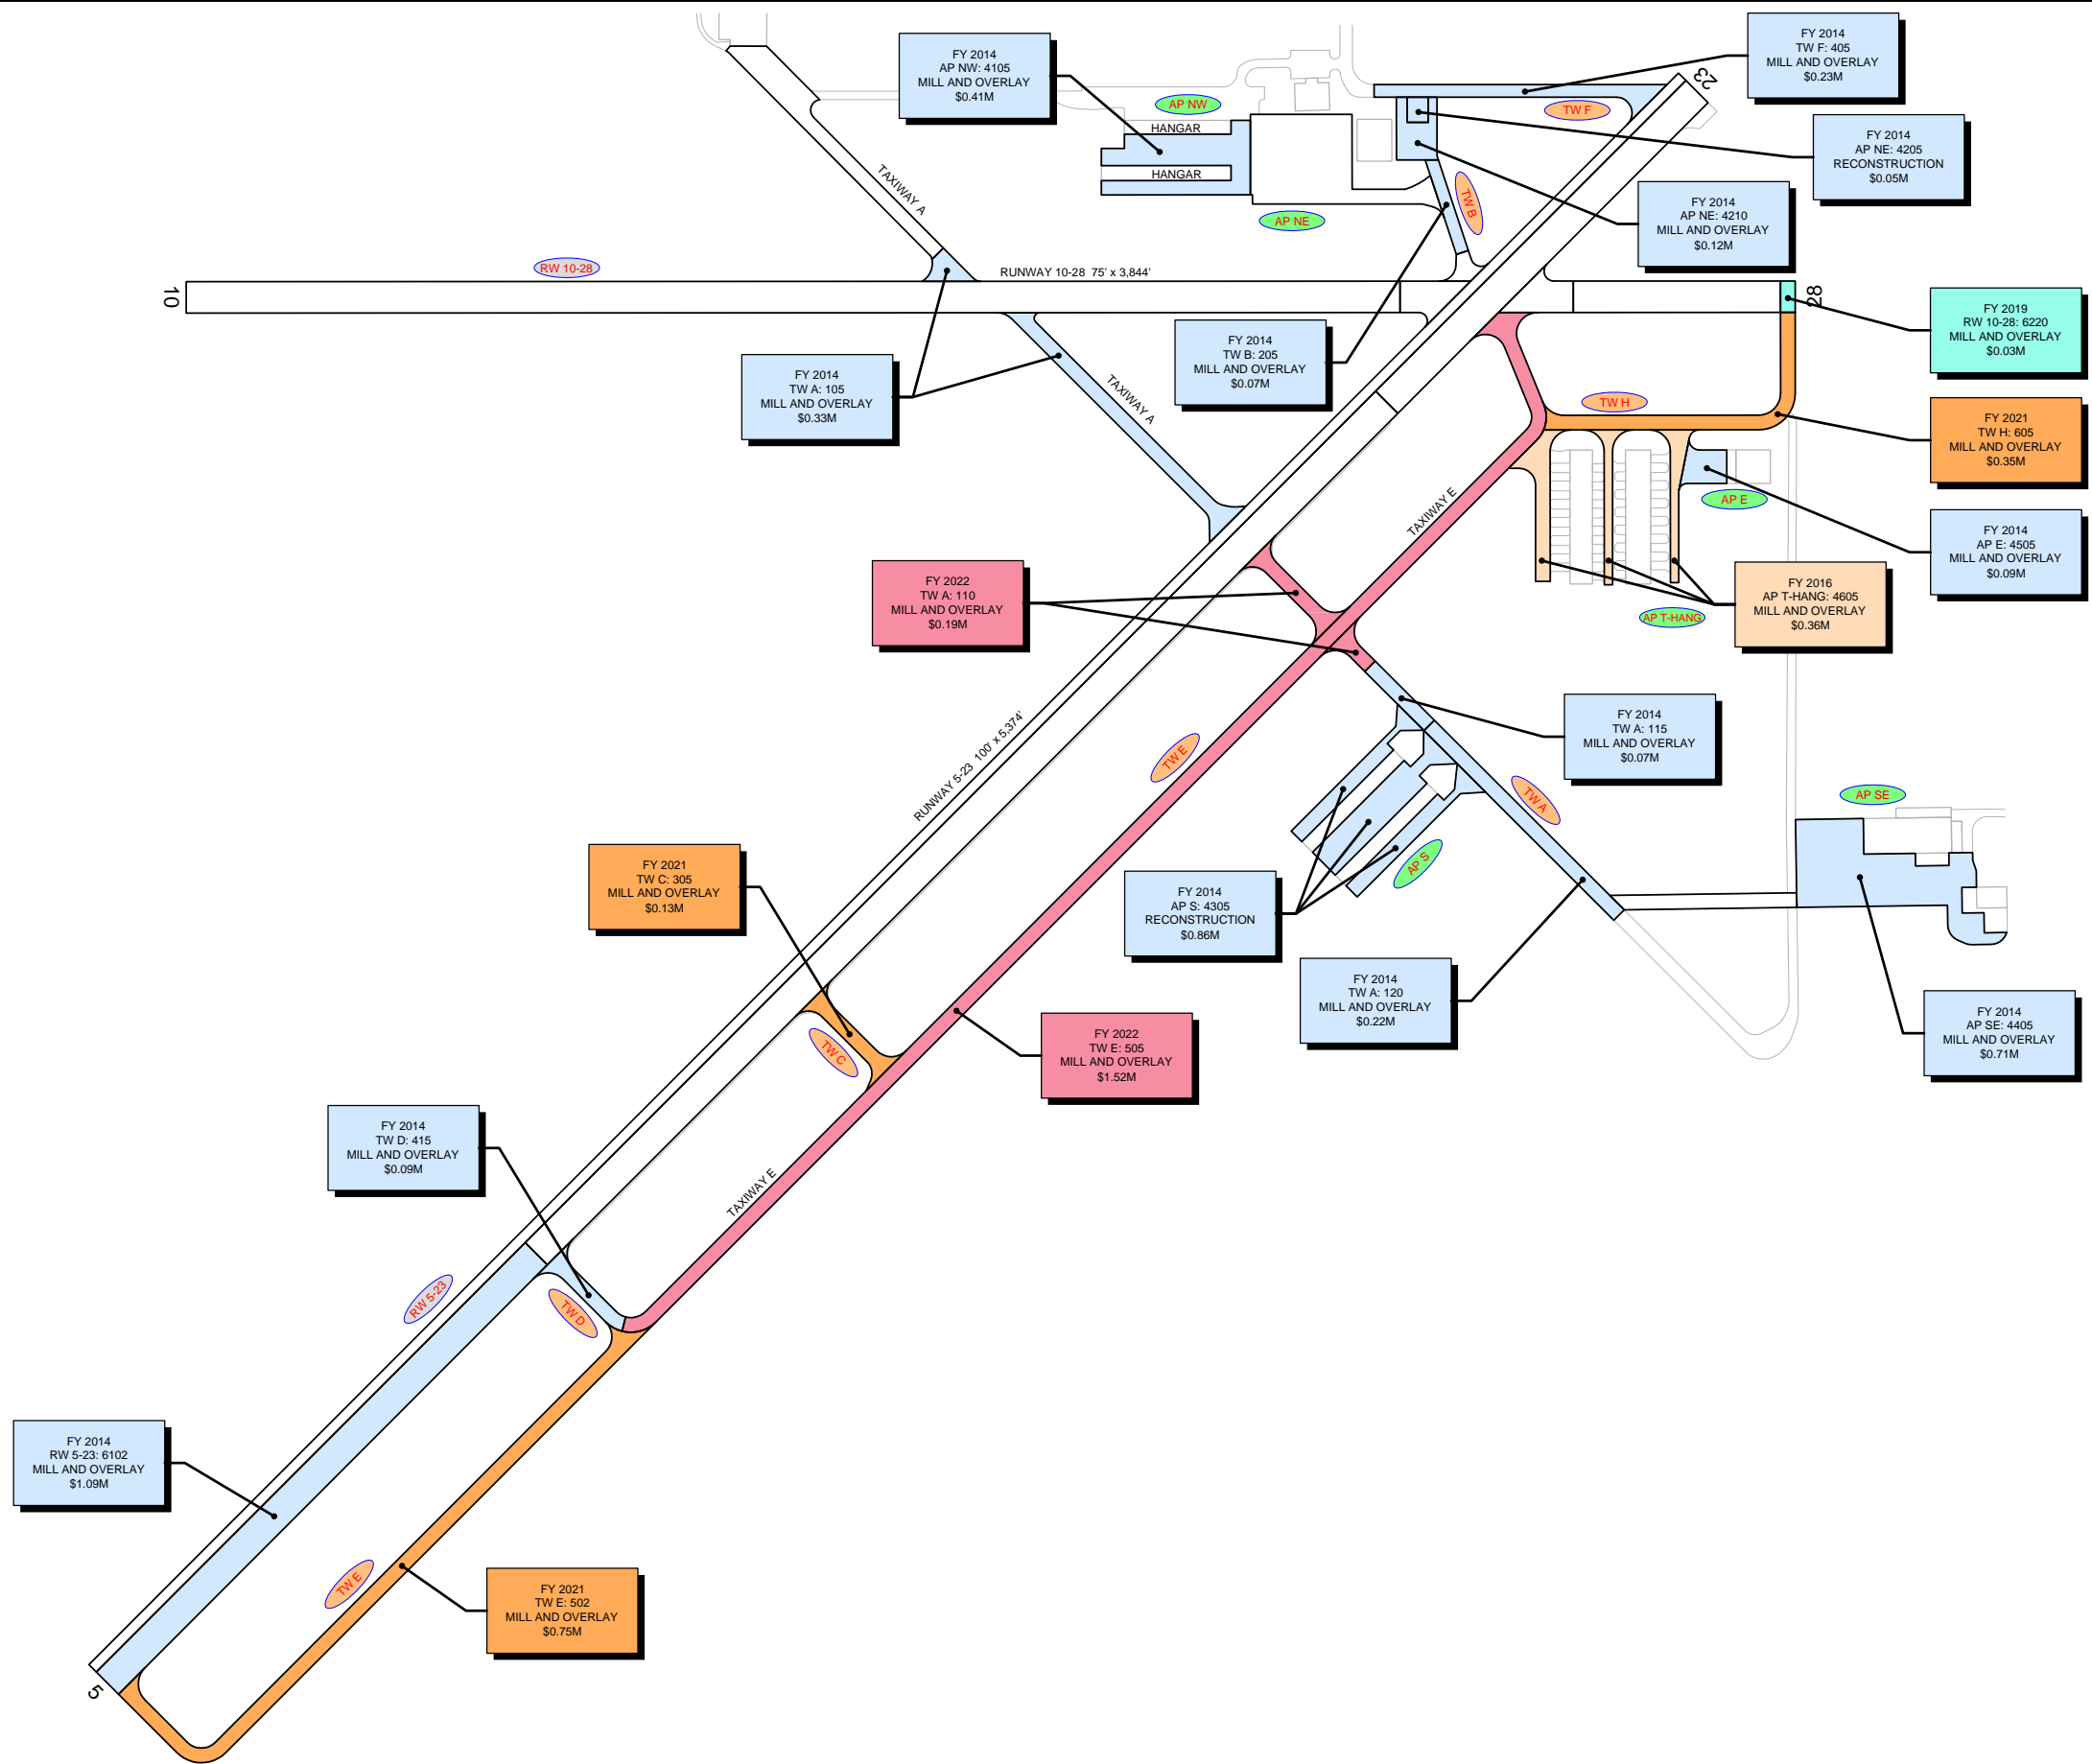 FY 2014
TW F: 405
MILL AND OVERLAY
$0.23M
FY 2014
AP NW: 4105
MILL AND OVERLAY
$0.41M
23
AP NW
TW F
HANGAR
HANGAR
FY 2014
AP NE: 4205
RECONSTRUCTION
$0.05M
TAXIWAY A
TW B
AP NE
FY 2014
AP NE: 4210
MILL AND OVERLAY
$0.12M
RW 10-28
RUNWAY 10-28 75' x 3,844'
10
28
FY 2019
RW 10-28: 6220
MILL AND OVERLAY
$0.03M
FY 2014
TW A: 105
MILL AND OVERLAY
$0.33M
FY 2014
TW B: 205
MILL AND OVERLAY
$0.07M
TAXIWAY A
TW H
FY 2021
TW H: 605
MILL AND OVERLAY
$0.35M
TAXIWAY E
AP E
FY 2014
AP E: 4505
MILL AND OVERLAY
$0.09M
FY 2022
TW A: 110
MILL AND OVERLAY
$0.19M
FY 2016
AP T-HANG: 4605
MILL AND OVERLAY
$0.36M
AP T-HANG
FY 2014
TW A: 115
MILL AND OVERLAY
$0.07M
RUNWAY 5-23 100' x 5,374'
TW E
TW A
AP SE
AP S
FY 2021
TW C: 305
MILL AND OVERLAY
$0.13M
FY 2014
AP S: 4305
RECONSTRUCTION
$0.86M
FY 2014
TW A: 120
MILL AND OVERLAY
$0.22M
FY 2014
AP SE: 4405
MILL AND OVERLAY
$0.71M
TW C
FY 2022
TW E: 505
MILL AND OVERLAY
$1.52M
FY 2014
TW D: 415
MILL AND OVERLAY
$0.09M
TAXIWAY E
RW 5-23
TW D
FY 2014
RW 5-23: 6102
MILL AND OVERLAY
$1.09M
TW E
FY 2021
TW E: 502
MILL AND OVERLAY
$0.75M
5